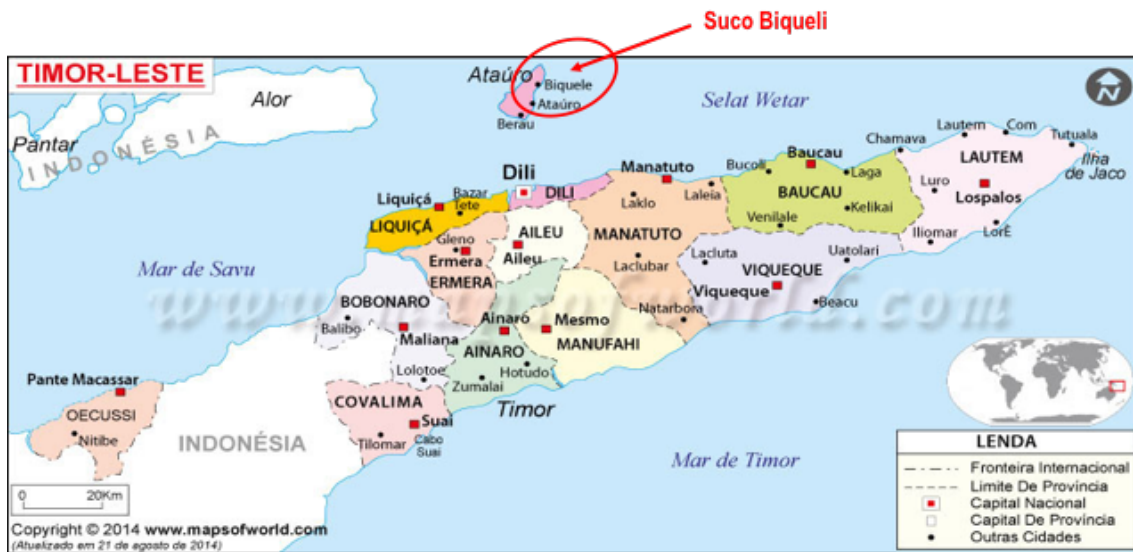 Suco Biqueli
TIMOR-LESTE
Ataúro
Biquele
Ataúro
Berau
Alor
Pantar
INDONÉSIA
Selat Wetar
Lautem
Com
Tutuala
Chamava
Ilha
de Jaco
LAUTEM
Luro
Lospalos
Iliomar
LorÈ
Baucau
Bucoli
Laga
BAUCAU
Kelikai
Venilale
Manatuto
Laleia
Laklo
MANATUTO
Laclubar
Natarbora
Lacluta
Uatolari
VIQUEQUE
Viqueque
Beacu
Dili
DILI
Liquiçá
Bazar
Tete
LIQUIÇÁ
Gleno
Ermera
ERMERA
AILEU
Aileu
Mar de Savu
BOBONARO
Balibo
Maliana
Lolotoe
Ainaro
AINARO
Hotudo
Zumalai
Mesmo
MANUFAHI
Timor
COVALIMA
Suai
Cabo
Suai
Tilomar
Pante Macassar
OECUSSI
Nitibe
INDONÉSIA
Mar de Timor
www.mapsofworld.com
LENDA
Fronteira Internacional
Limite De Província
Capital Nacional
Capital De Província
Outras Cidades
0 20Km
Copyright © 2014 www.mapsofworld.com
(Atualizado em 21 de agosto de 2014)
N